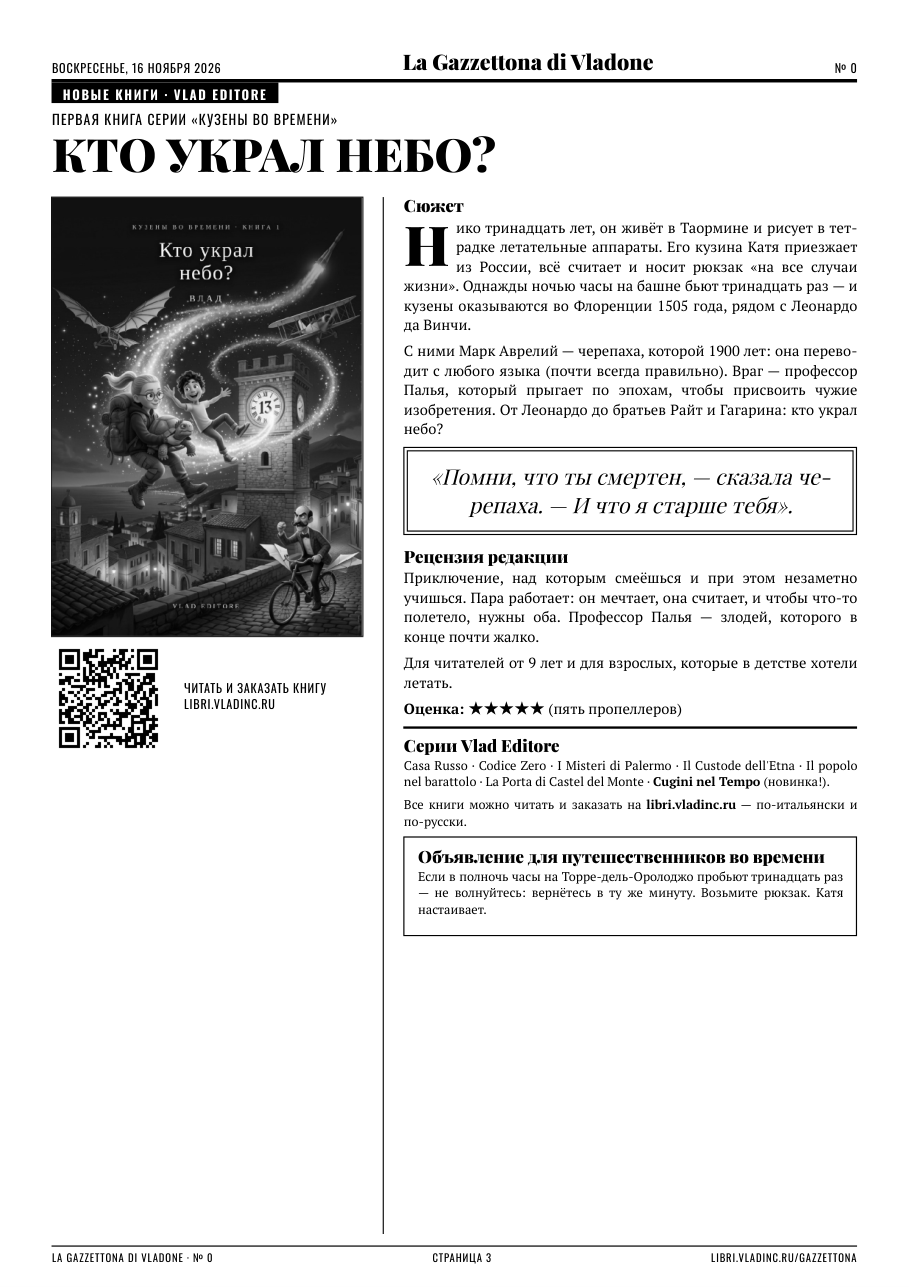 ВОСКРЕСЕНЬЕ, 16 НОЯБРЯ 2026
La Gazzettona di Vladone
№ 0
НОВЫЕ КНИГИ · VLAD EDITORE
ПЕРВАЯ КНИГА СЕРИИ «КУЗЕНЫ ВО ВРЕМЕНИ»
КТО УКРАЛ НЕБО?
КУЗЕНЫ ВО ВРЕМЕНИ · КНИГА 1
Кто украл
небо?
ВЛАД
13
VLAD EDITORE
ЧИТАТЬ И ЗАКАЗАТЬ КНИГУ
LIBRI.VLADINC.RU
Сюжет
Нико тринадцать лет, он живёт в Таормине и рисует в тет-
радке летательные аппараты. Его кузина Катя приезжает
из России, всё считает и носит рюкзак «на все случаи
жизни». Однажды ночью часы на башне бьют тринадцать раз — и
кузены оказываются во Флоренции 1505 года, рядом с Леонардо
да Винчи.
С ними Марк Аврелий — черепаха, которой 1900 лет: она перево-
дит с любого языка (почти всегда правильно). Враг — профессор
Палья, который прыгает по эпохам, чтобы присвоить чужие
изобретения. От Леонардо до братьев Райт и Гагарина: кто украл
небо?
«Помни, что ты смертен, — сказала че-
репаха. — И что я старше тебя».
Рецензия редакции
Приключение, над которым смеёшься и при этом незаметно
учишься. Пара работает: он мечтает, она считает, и чтобы что-то
полетело, нужны оба. Профессор Палья — злодей, которого в
конце почти жалко.
Для читателей от 9 лет и для взрослых, которые в детстве хотели
летать.
Оценка: ★★★★★ (пять пропеллеров)
Серии Vlad Editore
Casa Russo · Codice Zero · I Misteri di Palermo · Il Custode dell'Etna · Il popolo
nel barattolo · La Porta di Castel del Monte · Cugini nel Tempo (новинка!).
Все книги можно читать и заказать на libri.vladinc.ru — по-итальянски и
по-русски.
Объявление для путешественников во времени
Если в полночь часы на Торре-дель-Оролоджо пробьют тринадцать раз
— не волнуйтесь: вернётесь в ту же минуту. Возьмите рюкзак. Катя
настаивает.
LA GAZZETTONA DI VLADONE · № 0
СТРАНИЦА 3
LIBRI.VLADINC.RU/GAZZETTONA